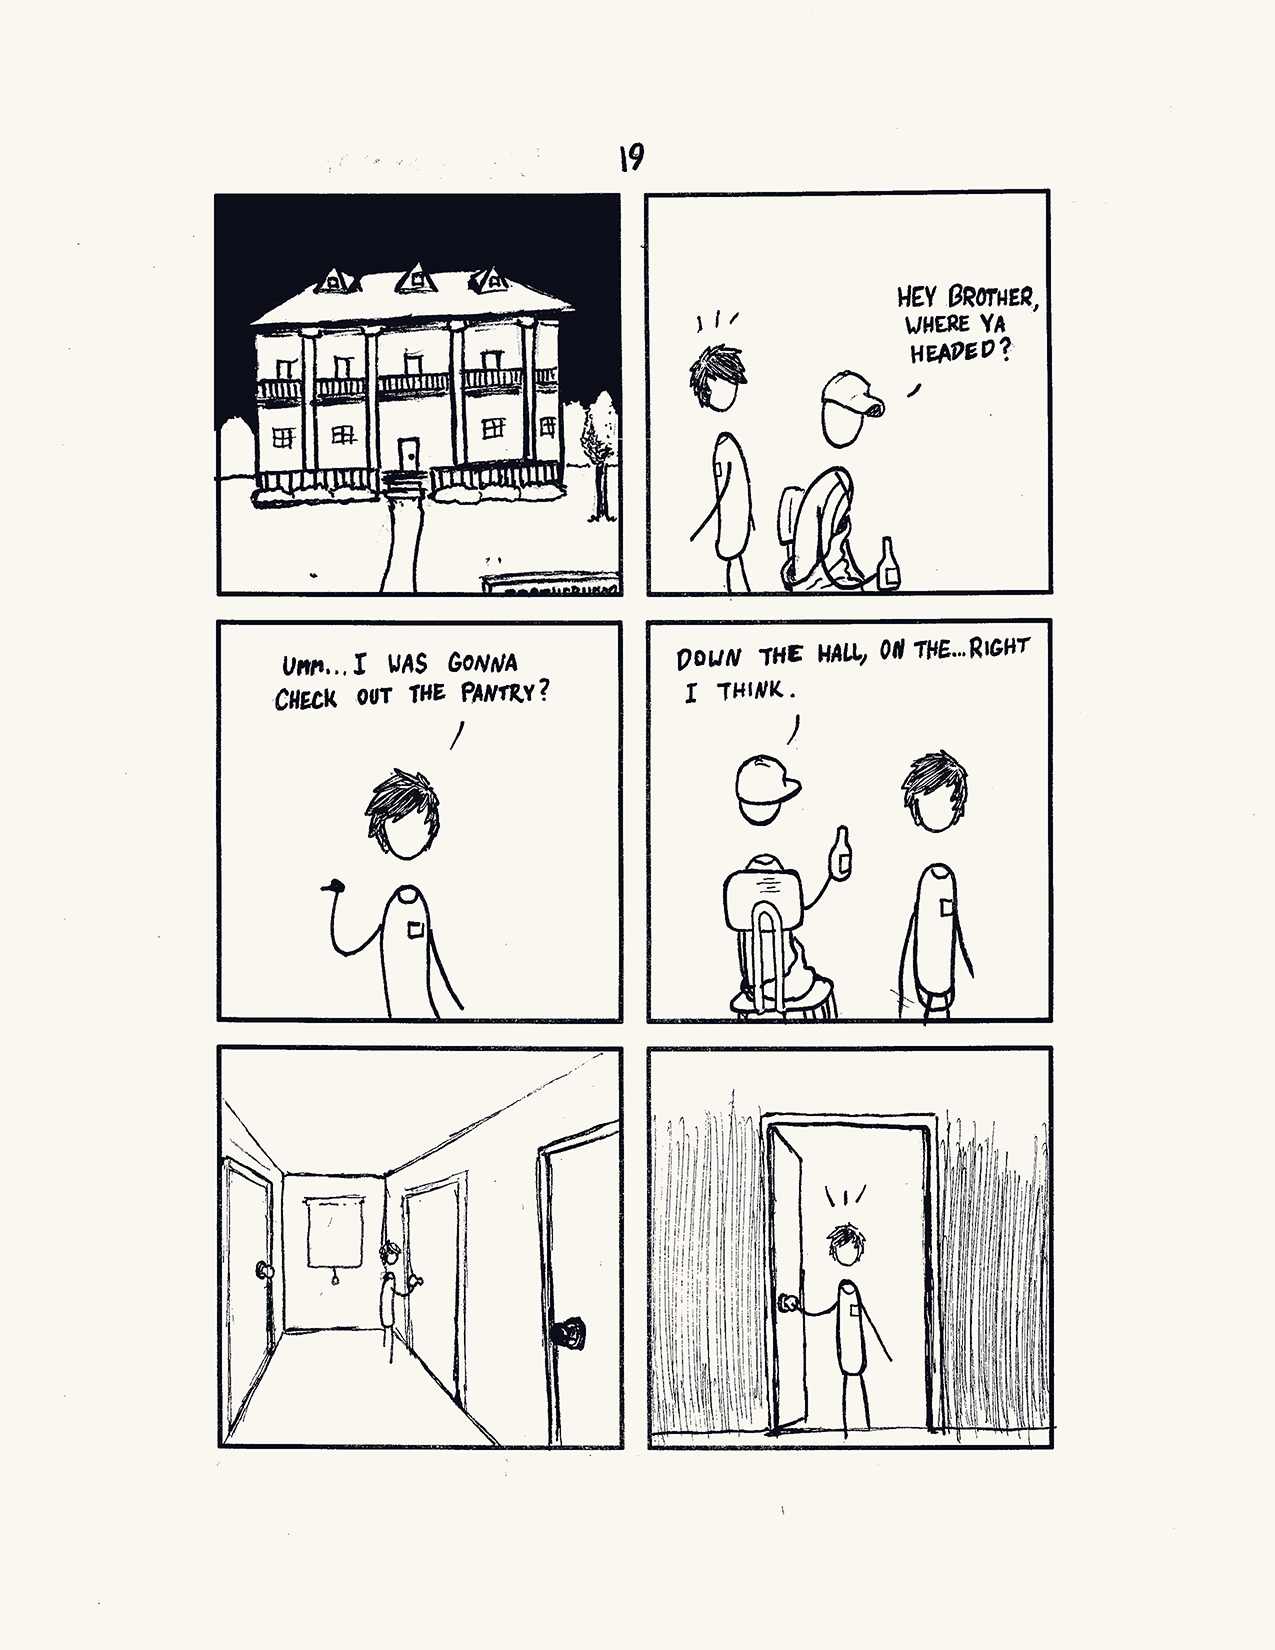 19
HEY BROTHER,
WHERE YA
HEADED?
UMM...I WAS GONNA
CHECK OUT THE PANTRY?
DOWN THE HALL, ON THE...RIGHT
I THINK.